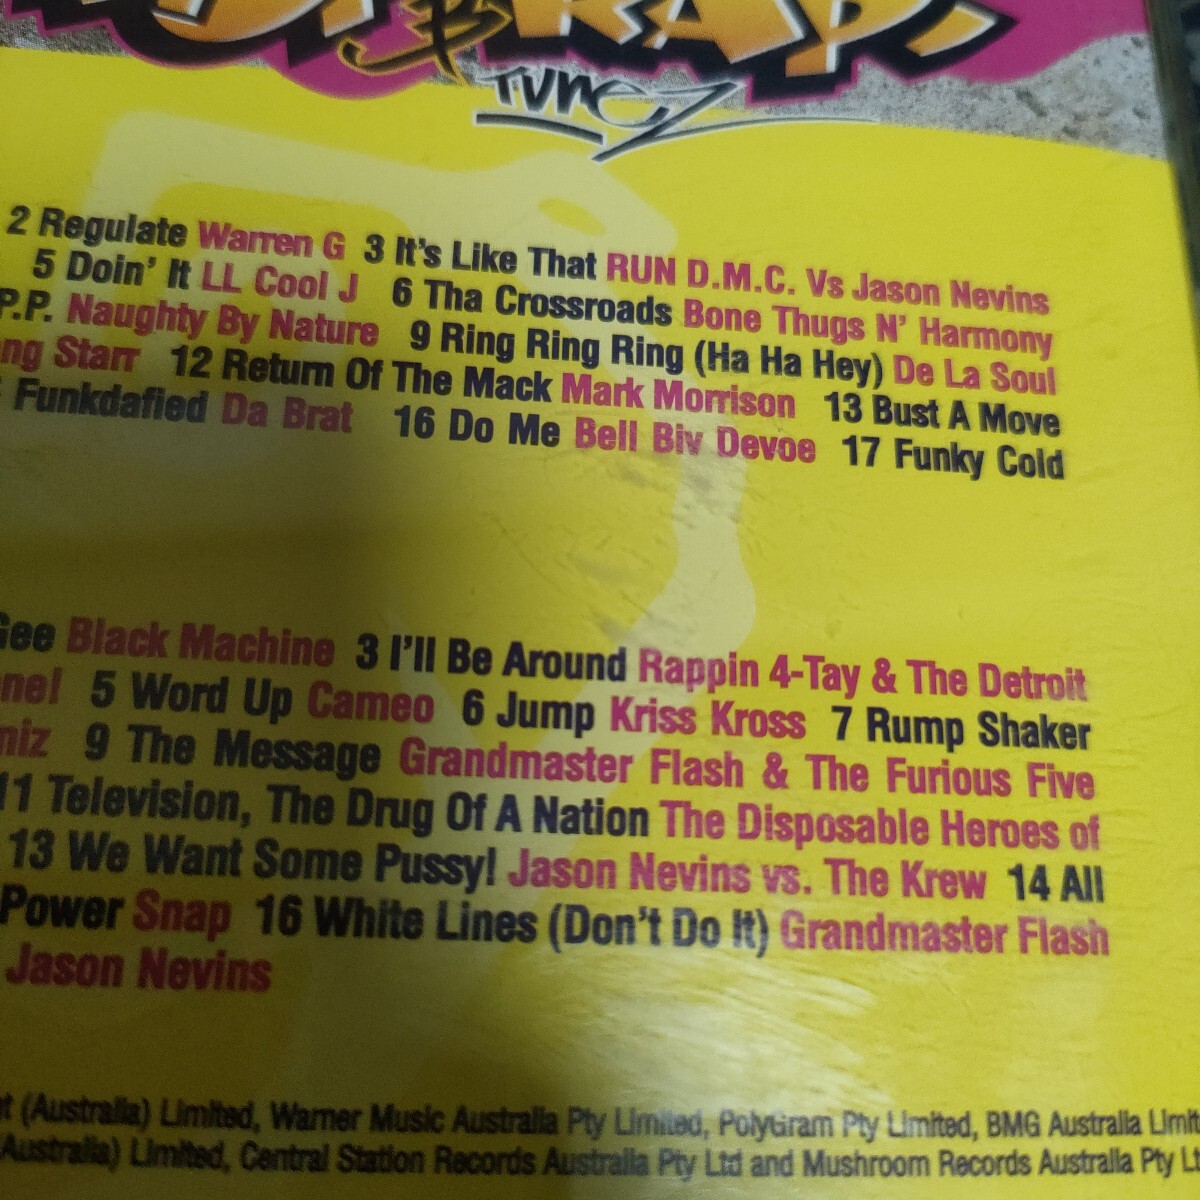 RAP
Tunez
2 Regulate Warren G 3 It's Like That RUN D.M.C. Vs Jason Nevins
5 Doin' It LL Cool J 6 Tha Crossroads Bone Thugs N' Harmony
P.P. Naughty By Nature 9 Ring Ring Ring (Ha Ha Hey) De La Soul
ng Starr 12 Return Of The Mack Mark Morrison 13 Bust A Move
Funkdafied Da Brat 16 Do Me Bell Biv Devoe 17 Funky Cold
Gee Black Machine 3 I'll Be Around Rappin 4-Tay & The Detroit
nel 5 Word Up Cameo 6 Jump Kriss Kross 7 Rump Shaker
miz 9 The Message Grandmaster Flash & The Furious Five
11 Television, The Drug Of A Nation The Disposable Heroes of
13 We Want Some Pussy! Jason Nevins vs. The Krew 14 All
Power Snap 16 White Lines (Don't Do It) Grandmaster Flash
Jason Nevins
t (Australia) Limited, Warner Music Australia Pty Limited, PolyGram Pty Limited, BMG Australia Limit
Australia) Limited, Central Station Records Australia Pty Ltd and Mushroom Records Australia Pty Lt